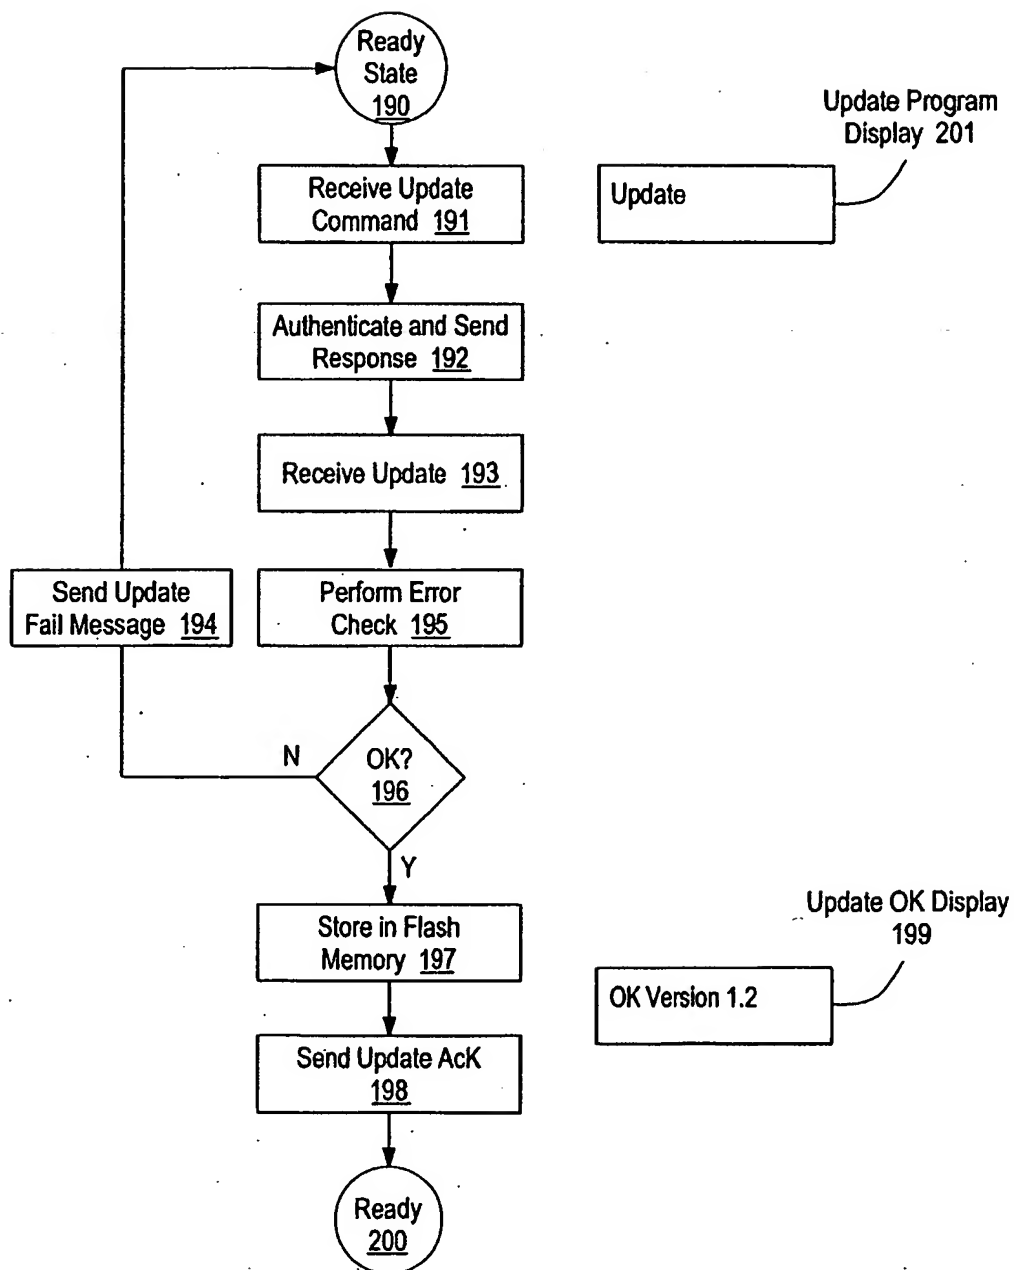 Ready
State
190
Update Program
Display 201
Receive Update
Command 191
Update
Authenticate and Send
Response 192
Receive Update 193
Send Update
Fail Message 194
Perform Error
Check 195
N
OK?
196
Y
Store in Flash
Memory 197
Update OK Display
199
OK Version 1.2
Send Update AcK
198
Ready
200